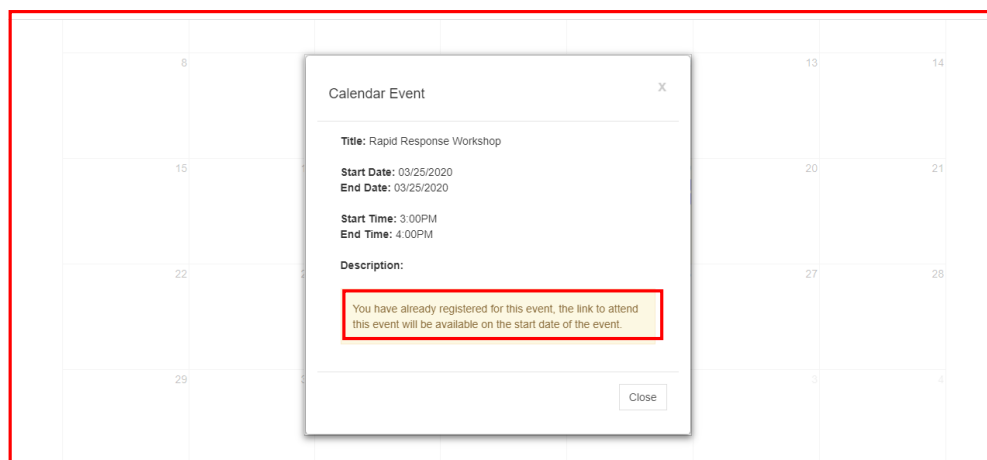 8
13
14
Calendar Event
x
Title: Rapid Response Workshop
15
20
21
Start Date: 03/25/2020
End Date: 03/25/2020
Start Time: 3:00PM
End Time: 4:00PM
Description:
22
27
28
You have already registered for this event, the link to attend
this event will be available on the start date of the event.
29
3
4
Close